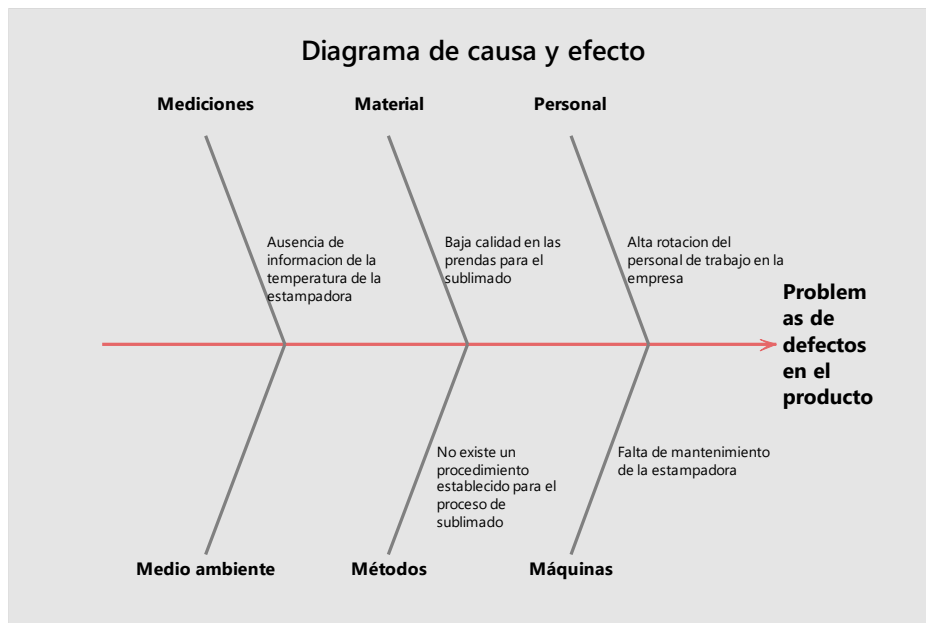 Diagrama de causa y efecto
Mediciones
Material
Personal
Ausencia de
informacion de la
temperatura de la
estampadora
Baja calidad en las
prendas para el
sublimado
Alta rotacion del
personal de trabajo en la
empresa
Problem
as de
defectos
en el
producto
No existe un
procedimiento
establecido para el
proceso de
sublimado
Falta de mantenimiento
de la estampadora
Medio ambiente
Métodos
Máquinas